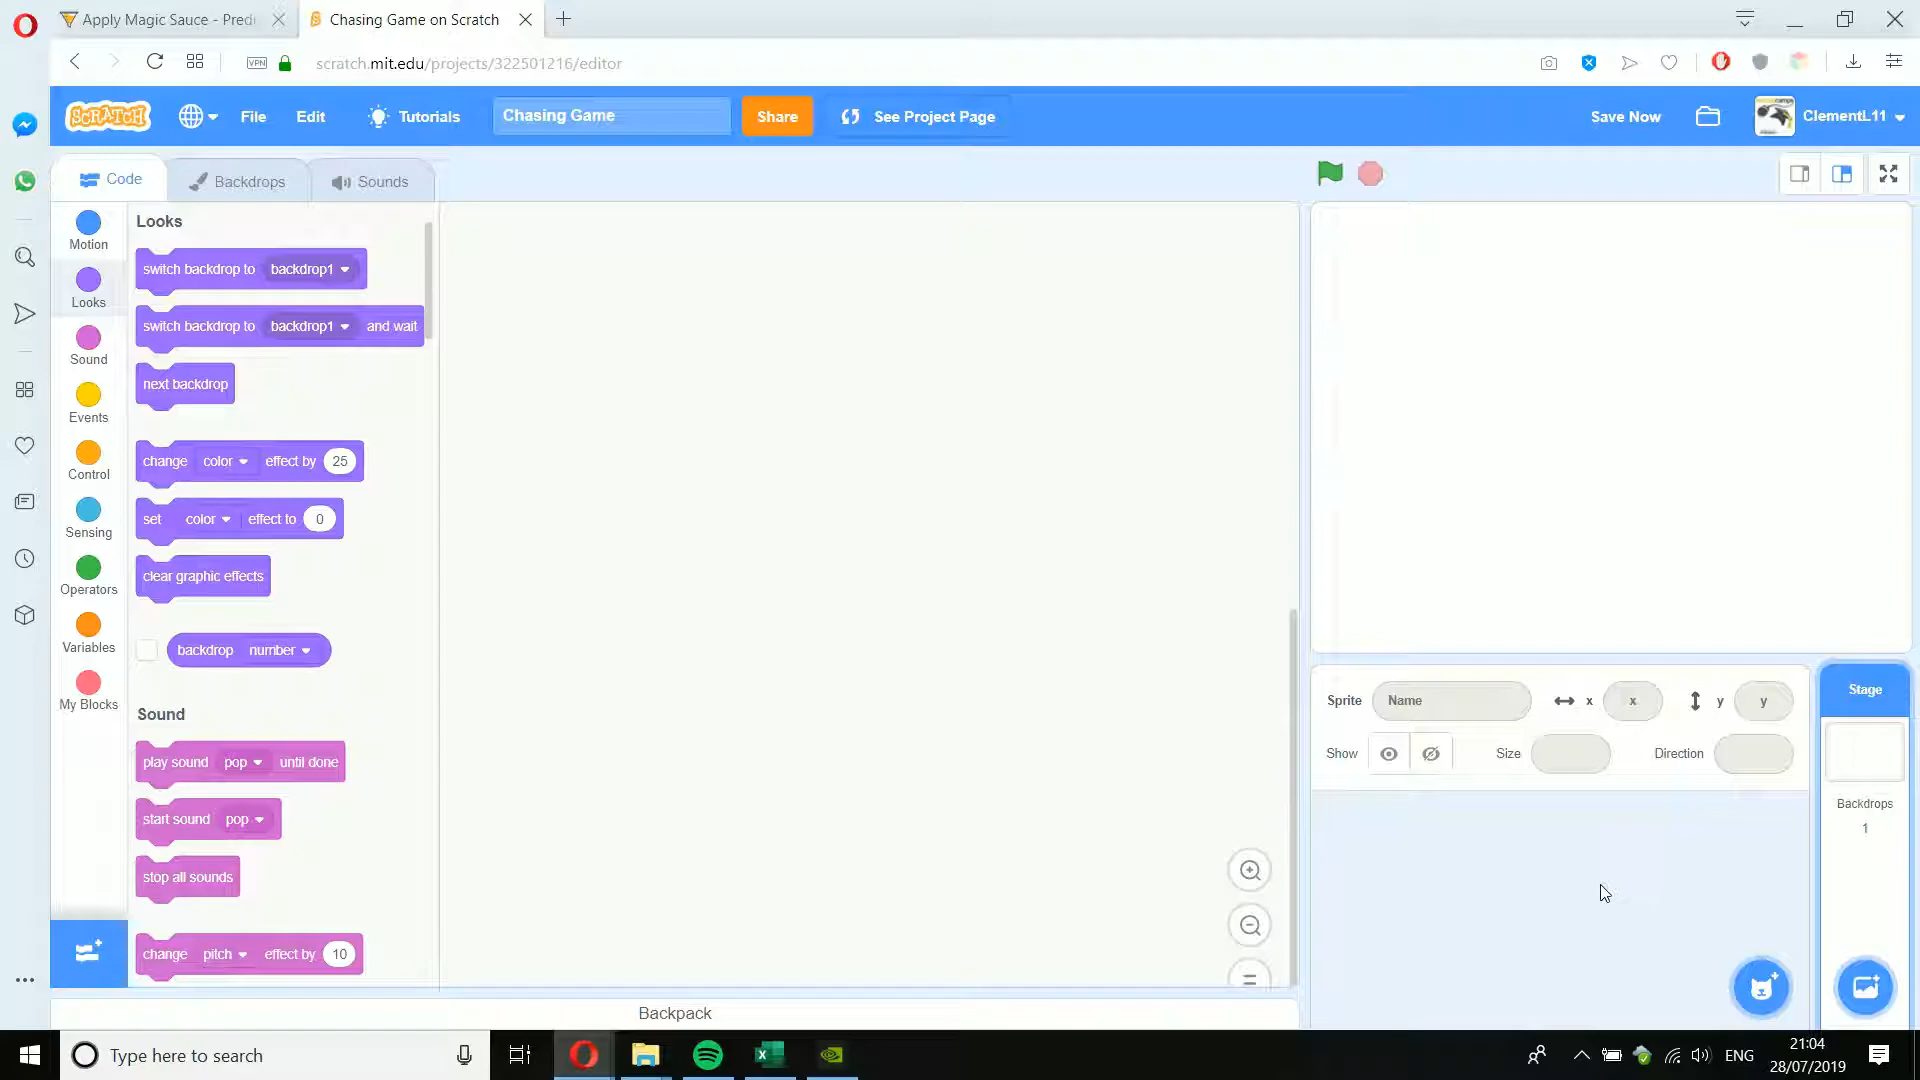 Apply Magic Sauce - Pred
Chasing Game on Scratch
VPN
scratch.mit.edu/projects/322501216/editor
SCRATCH
File
Edit
Tutorials
Chasing Game
Share
See Project Page
Save Now
ClementL11
Code
Backdrops
Sounds
Motion
Looks
Sound
Events
Control
Sensing
Operators
Variables
My Blocks
Looks
switch backdrop to backdrop1
switch backdrop to backdrop1 and wait
next backdrop
change color effect by 25
set color effect to 0
clear graphic effects
backdrop number
Sound
play sound pop until done
start sound pop
stop all sounds
change pitch effect by 10
Backpack
Sprite Name x x y y
Show Size Direction
Stage
Backdrops
1
Type here to search
ENG
21:04
28/07/2019